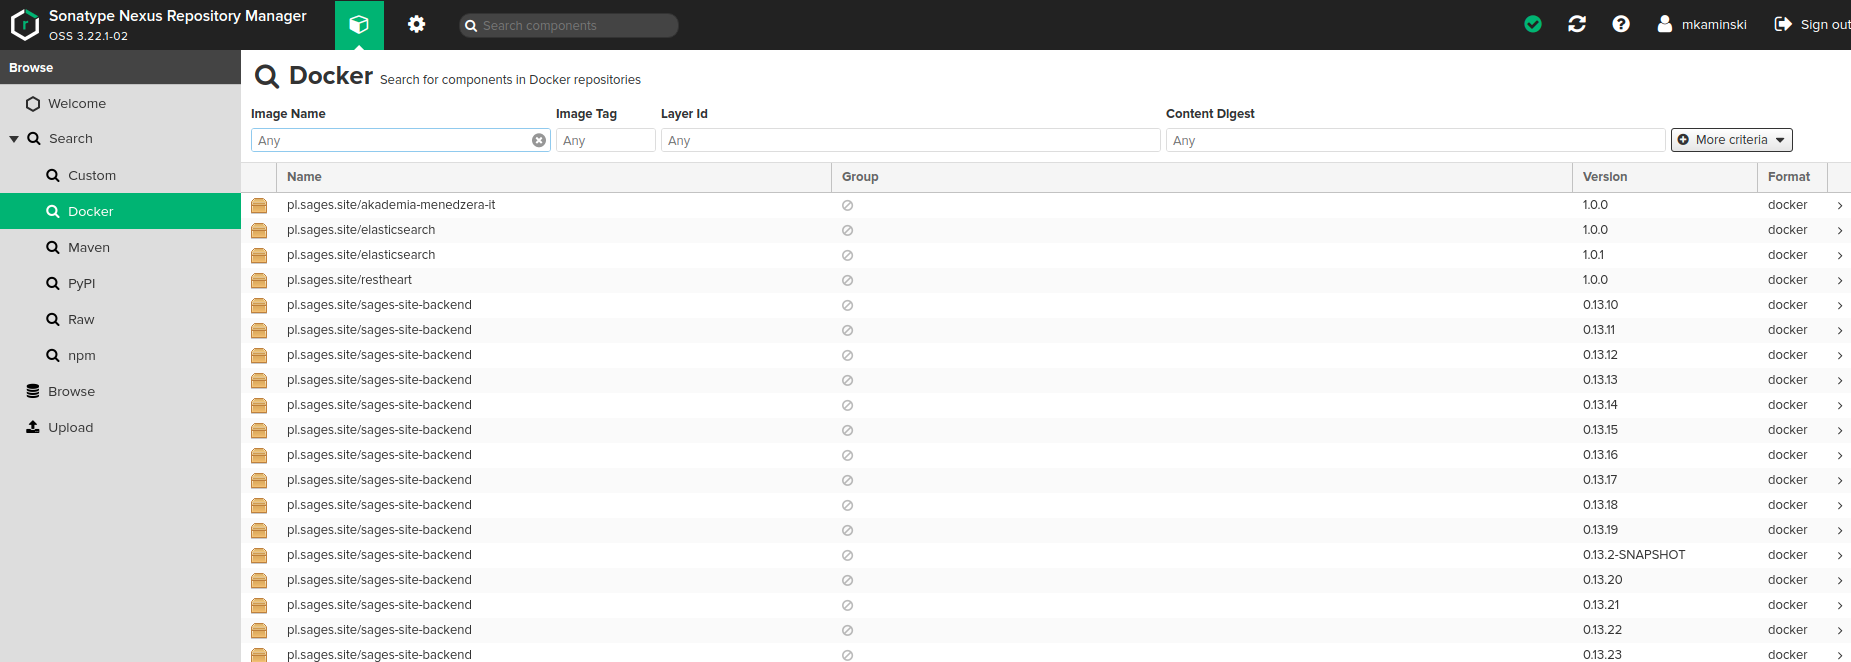 Sonatype Nexus Repository Manager
OSS 3.22.1-02
Search components
mkaminski
Sign out
Browse
Welcome
Search
Custom
Docker
Maven
PyPI
Raw
npm
Browse
Upload
Docker Search for components in Docker repositories
Image Name Image Tag Layer Id Content Digest
Any Any Any Any More criteria
Name Group Version Format
pl.sages.site/akademia-menedzera-it 1.0.0 docker
pl.sages.site/elasticsearch 1.0.0 docker
pl.sages.site/elasticsearch 1.0.1 docker
pl.sages.site/restheart 1.0.0 docker
pl.sages.site/sages-site-backend 0.13.10 docker
pl.sages.site/sages-site-backend 0.13.11 docker
pl.sages.site/sages-site-backend 0.13.12 docker
pl.sages.site/sages-site-backend 0.13.13 docker
pl.sages.site/sages-site-backend 0.13.14 docker
pl.sages.site/sages-site-backend 0.13.15 docker
pl.sages.site/sages-site-backend 0.13.16 docker
pl.sages.site/sages-site-backend 0.13.17 docker
pl.sages.site/sages-site-backend 0.13.18 docker
pl.sages.site/sages-site-backend 0.13.19 docker
pl.sages.site/sages-site-backend 0.13.2-SNAPSHOT docker
pl.sages.site/sages-site-backend 0.13.20 docker
pl.sages.site/sages-site-backend 0.13.21 docker
pl.sages.site/sages-site-backend 0.13.22 docker
pl.sages.site/sages-site-backend 0.13.23 docker